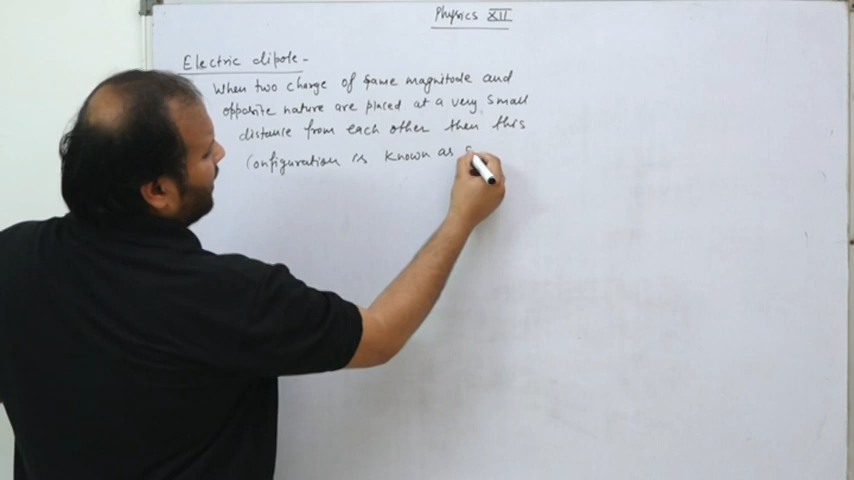 Physics XII
Electric dipole -
When two charge of same magnitude and
opposite nature are placed at a very small
distance from each other then this
Configuration is known as